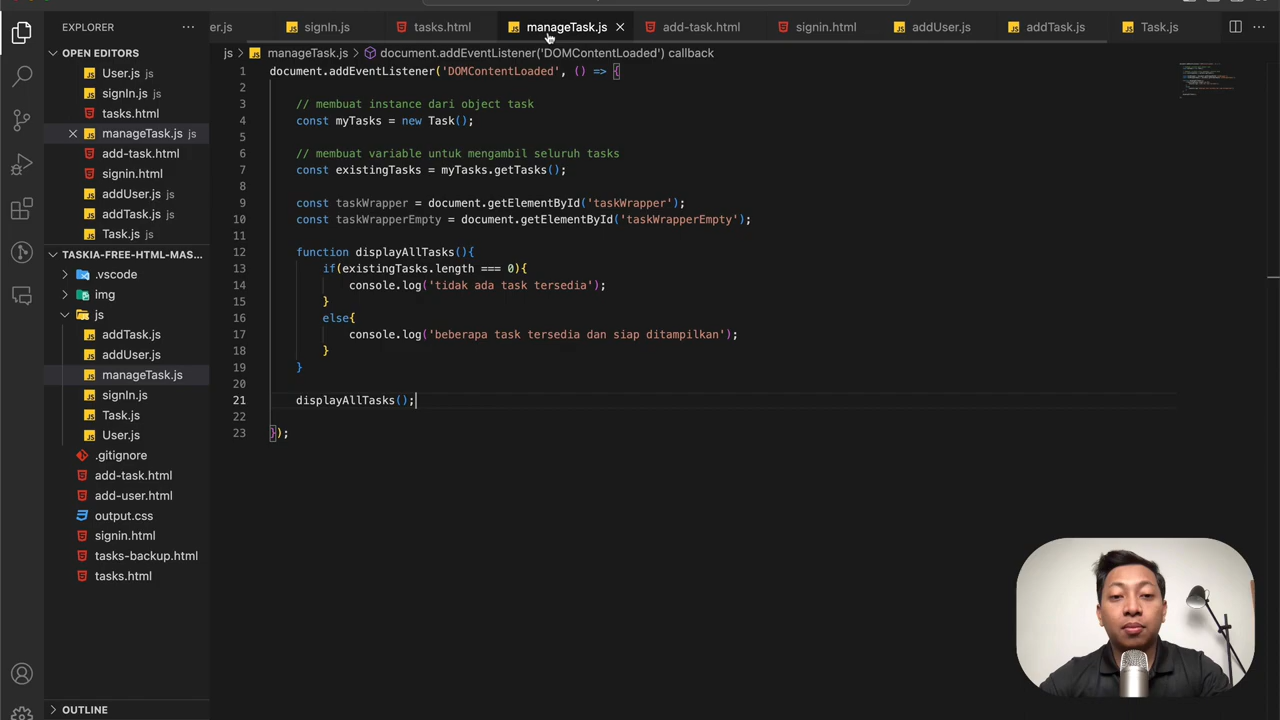 EXPLORER
OPEN EDITORS
User.js
signIn.js
tasks.html
manageTask.js js
add-task.html
signin.html
addUser.js js
addTask.js js
Task.js js
TASKIA-FREE-HTML-MAS...
.vscode
img
js
addTask.js
addUser.js
manageTask.js
signIn.js
Task.js
User.js
.gitignore
add-task.html
add-user.html
output.css
signin.html
tasks-backup.html
tasks.html
OUTLINE
er.js signIn.js tasks.html manageTask.js add-task.html signin.html addUser.js addTask.js Task.js
js > manageTask.js > document.addEventListener('DOMContentLoaded') callback
1 document.addEventListener('DOMContentLoaded', () => {
2
3 // membuat instance dari object task
4 const myTasks = new Task();
5
6 // membuat variable untuk mengambil seluruh tasks
7 const existingTasks = myTasks.getTasks();
8
9 const taskWrapper = document.getElementById('taskWrapper');
10 const taskWrapperEmpty = document.getElementById('taskWrapperEmpty');
11
12 function displayAllTasks(){
13 if(existingTasks.length === 0){
14 console.log('tidak ada task tersedia');
15 }
16 else{
17 console.log('beberapa task tersedia dan siap ditampilkan');
18 }
19 }
20
21 displayAllTasks();
22
23 });